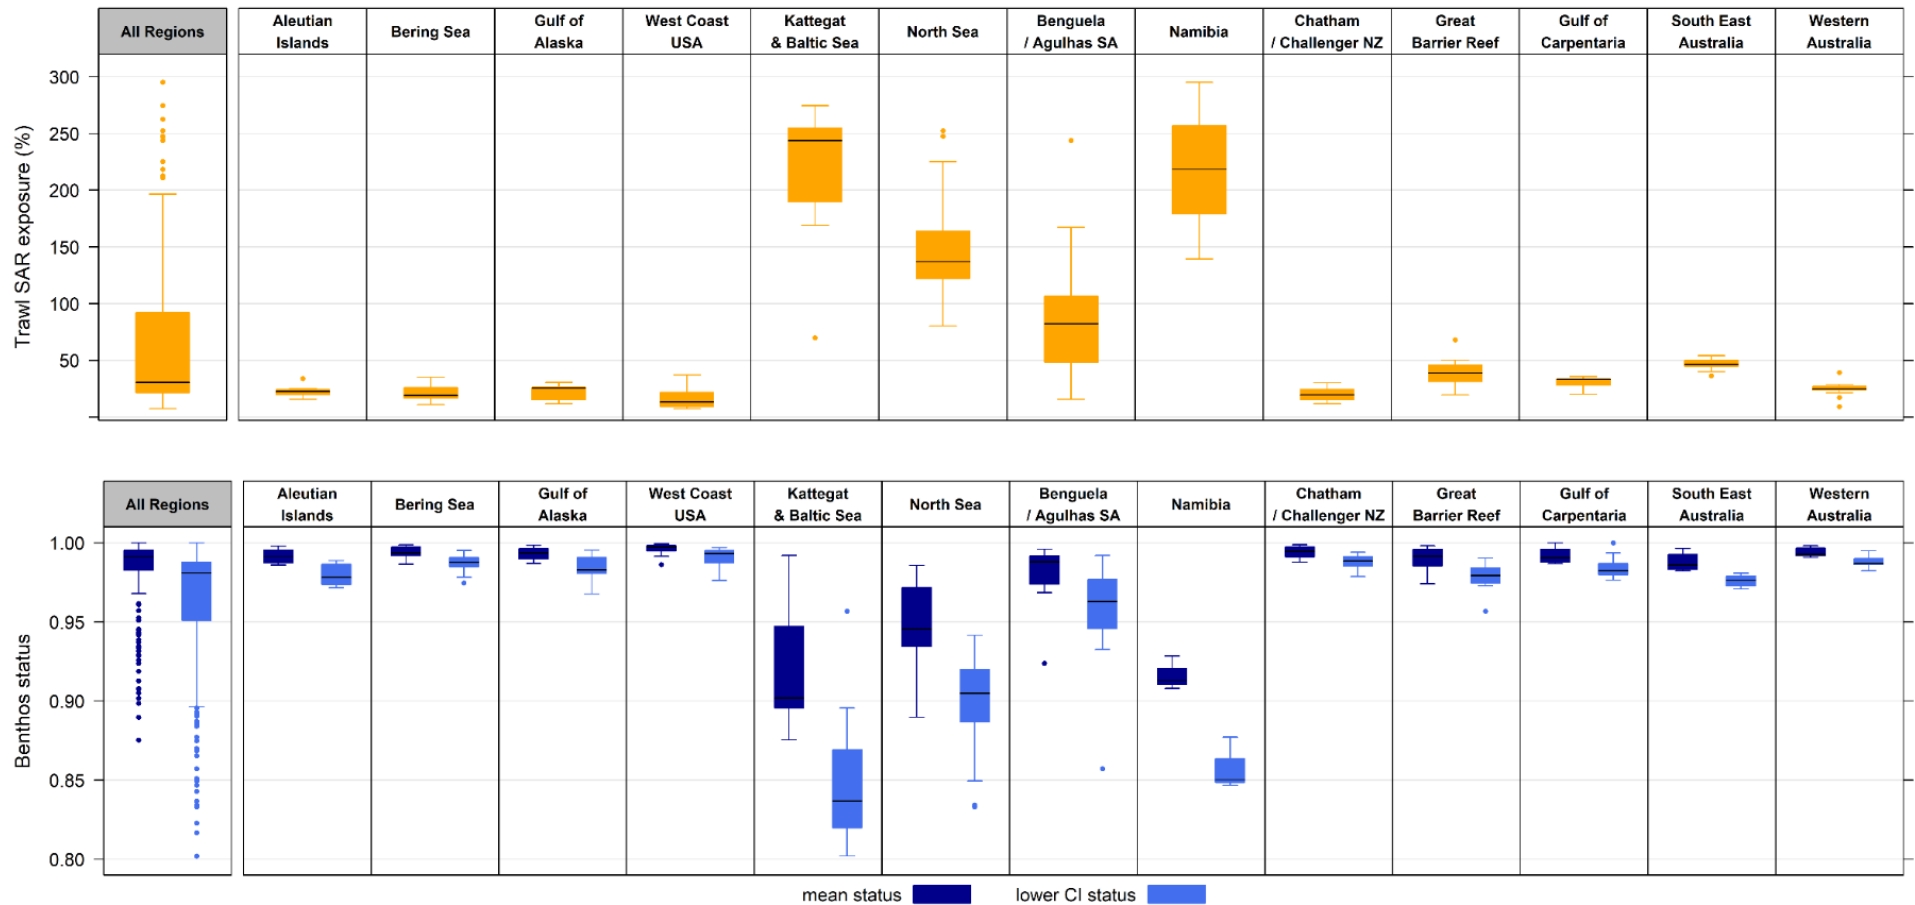 All Regions
Aleutian
Islands
Bering Sea
Gulf of
Alaska
West Coast
USA
Kattegat
& Baltic Sea
North Sea
Benguela
/ Agulhas SA
Namibia
Chatham
/ Challenger NZ
Great
Barrier Reef
Gulf of
Carpentaria
South East
Australia
Western
Australia
Trawl SAR exposure (%)
300
250
200
150
100
50
All Regions
Aleutian
Islands
Bering Sea
Gulf of
Alaska
West Coast
USA
Kattegat
& Baltic Sea
North Sea
Benguela
/ Agulhas SA
Namibia
Chatham
/ Challenger NZ
Great
Barrier Reef
Gulf of
Carpentaria
South East
Australia
Western
Australia
Benthos status
1.00
0.95
0.90
0.85
0.80
mean status
lower CI status